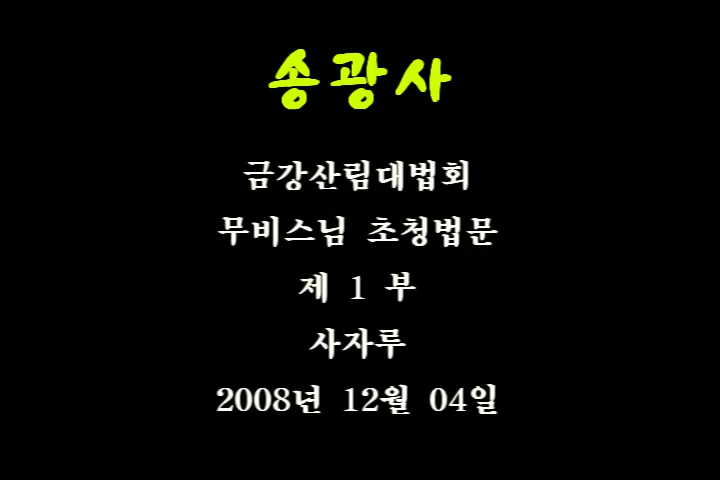 송광사
금강산림대법회
무비스님 초청법문
제 1 부
사자루
2008년 12월 04일